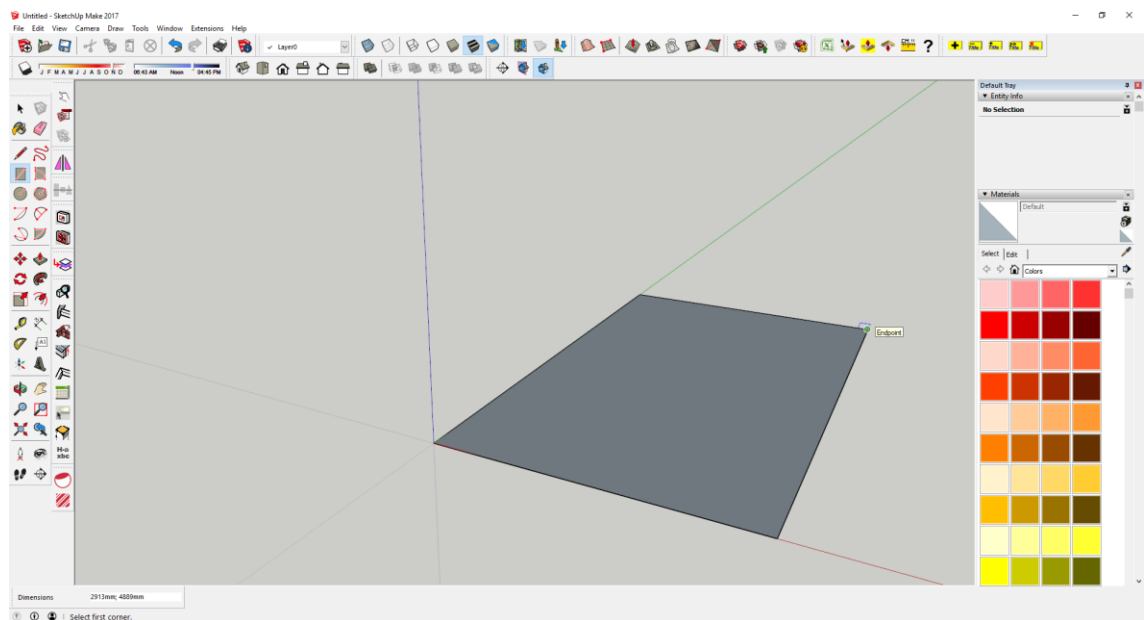 Untitled - SketchUp Make 2017
File Edit View Camera Draw Tools Window Extensions Help
Layer0
J F M A M J J A S O N D 06:43 AM Noon 04:45 PM
Default Tray
Entity Info
No Selection
Materials
Default
Select Edit
Colors
Endpoint
A1
H-o
xbc
Dimensions 2913mm; 4889mm
Select first corner.